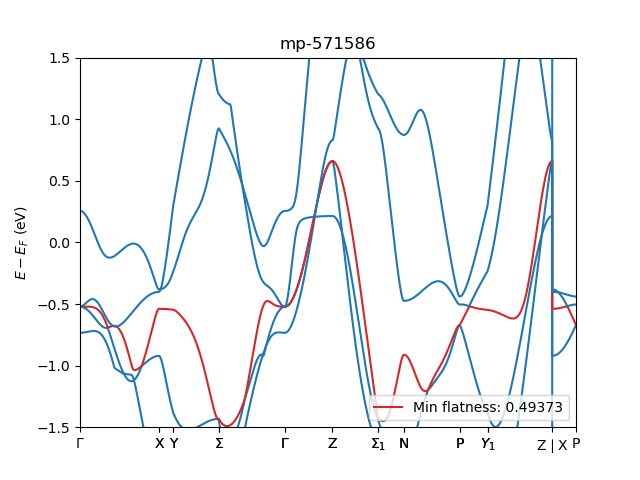 mp-571586
1.5
1.0
0.5
0.0
−0.5
−1.0
−1.5
E − E_F (eV)
Min flatness: 0.49373
Γ X Y Σ Γ Z Σ₁ N P Y₁ Z | X P